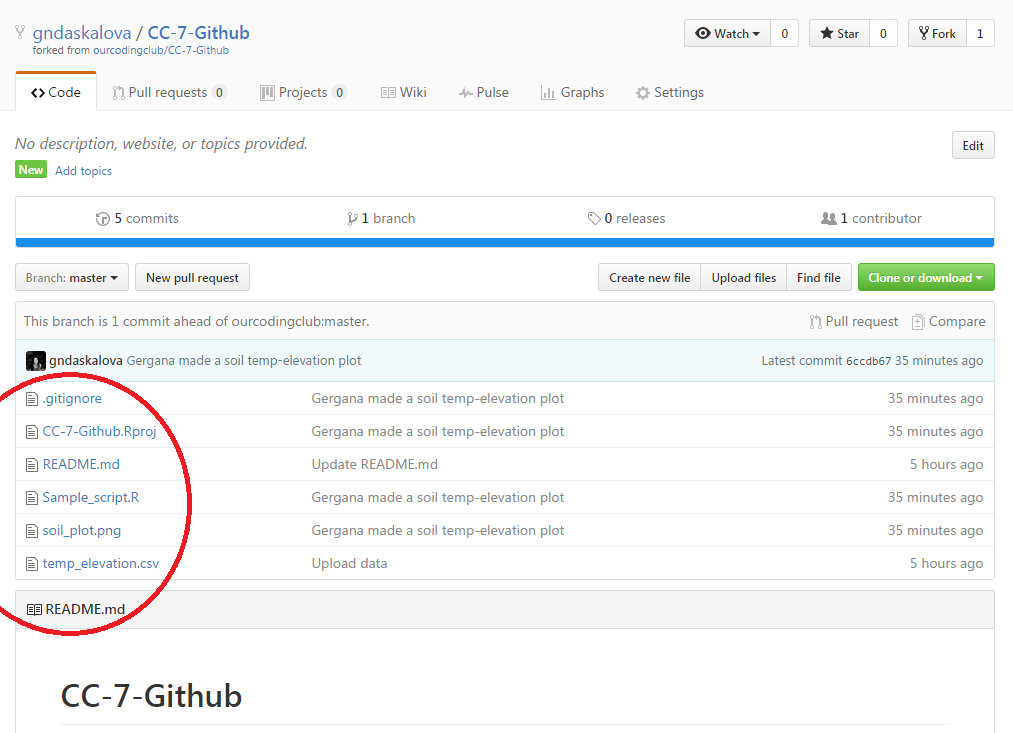 gndaskalova / CC-7-Github
forked from ourcodingclub/CC-7-Github
Watch 0 Star 0 Fork 1
Code Pull requests 0 Projects 0 Wiki Pulse Graphs Settings
No description, website, or topics provided. Edit
New Add topics
5 commits 1 branch 0 releases 1 contributor
Branch: master New pull request Create new file Upload files Find file Clone or download
This branch is 1 commit ahead of ourcodingclub:master. Pull request Compare
gndaskalova Gergana made a soil temp-elevation plot Latest commit 6ccdb67 35 minutes ago
.gitignore Gergana made a soil temp-elevation plot 35 minutes ago
CC-7-Github.Rproj Gergana made a soil temp-elevation plot 35 minutes ago
README.md Update README.md 5 hours ago
Sample_script.R Gergana made a soil temp-elevation plot 35 minutes ago
soil_plot.png Gergana made a soil temp-elevation plot 35 minutes ago
temp_elevation.csv Upload data 5 hours ago
README.md
CC-7-Github